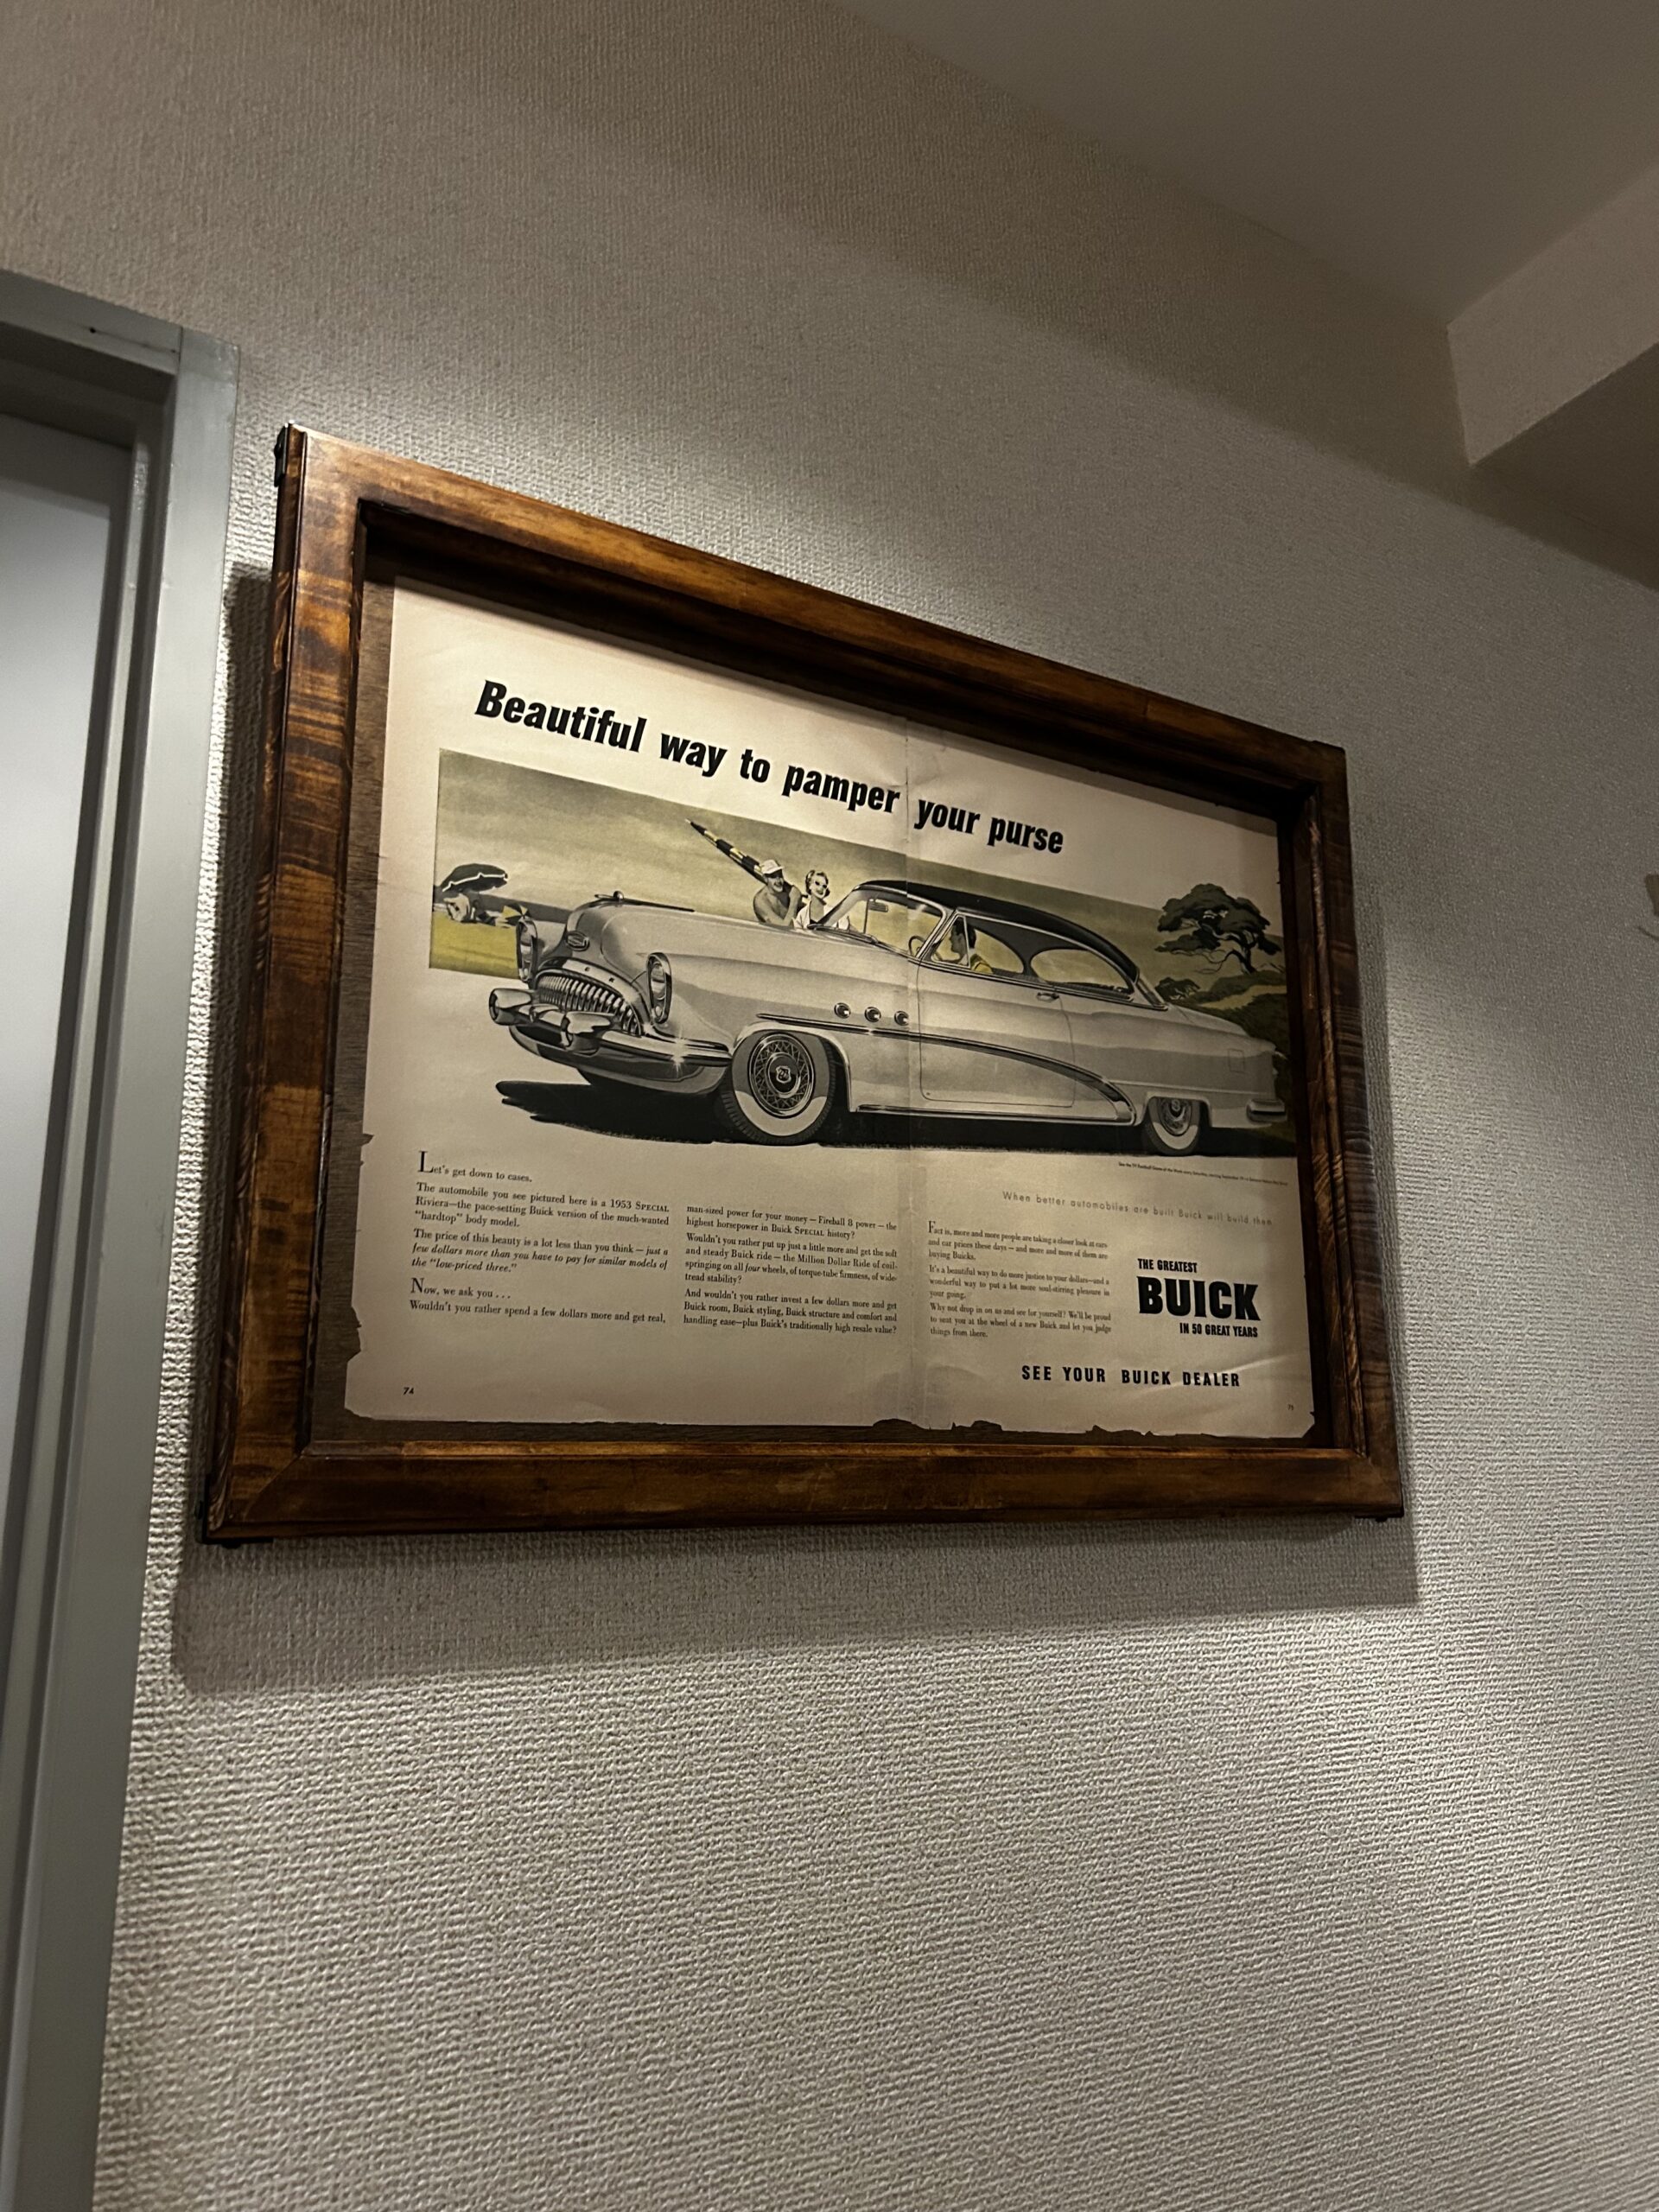 Beautiful way to pamper your purse
Let's get down to cases.
The automobile you see pictured here is a 1953 SPECIAL
Riviera—the pace-setting Buick version of the much-wanted
"hardtop" body model.
The price of this beauty is a lot less than you think — just a
few dollars more than you have to pay for similar models of
the "low-priced three."
Now, we ask you . . .
Wouldn't you rather spend a few dollars more and get real,
man-sized power for your money — Fireball 8 power — the
highest horsepower in Buick SPECIAL history?
Wouldn't you rather put up just a little more and get the soft
and steady Buick ride — the Million Dollar Ride of coil-
springing on all four wheels, of torque-tube firmness, of wide-
tread stability?
And wouldn't you rather invest a few dollars more and get
Buick room, Buick styling, Buick structure and comfort and
handling ease—plus Buick's traditionally high resale value?
When better automobiles are built Buick will build them
Fact is, more and more people are taking a closer look at cars
and car prices these days — and more and more of them are
buying Buicks.
It's a beautiful way to do more justice to your dollars—and a
wonderful way to put a lot more soul-stirring pleasure in
your going.
Why not drop in on us and see for yourself? We'll be proud
to seat you at the wheel of a new Buick and let you judge
things from there.
THE GREATEST
BUICK
IN 50 GREAT YEARS
SEE YOUR BUICK DEALER
74
75